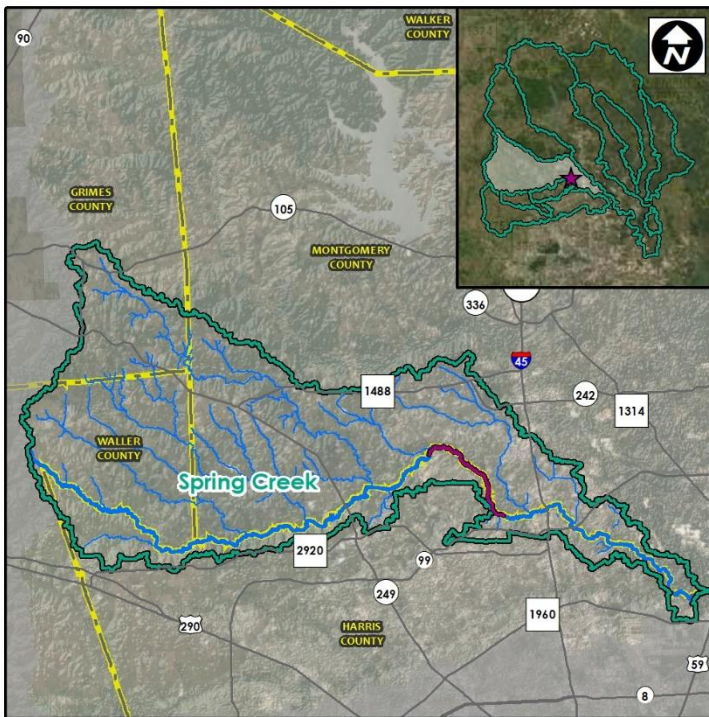 WALKER
COUNTY
90
N
GRIMES
COUNTY
105
MONTGOMERY
COUNTY
336
45
1488
242
1314
WALLER
COUNTY
Spring Creek
2920
99
249
290
HARRIS
COUNTY
1960
59
8